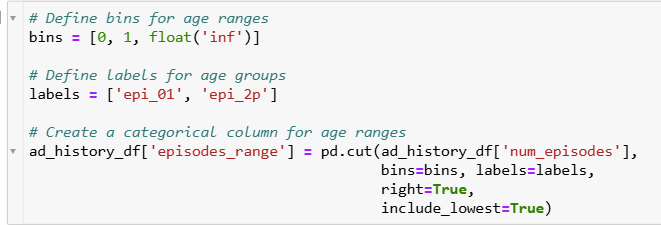 # Define bins for age ranges
bins = [0, 1, float('inf')]
# Define labels for age groups
labels = ['epi_01', 'epi_2p']
# Create a categorical column for age ranges
ad_history_df['episodes_range'] = pd.cut(ad_history_df['num_episodes'],
bins=bins, labels=labels,
right=True,
include_lowest=True)